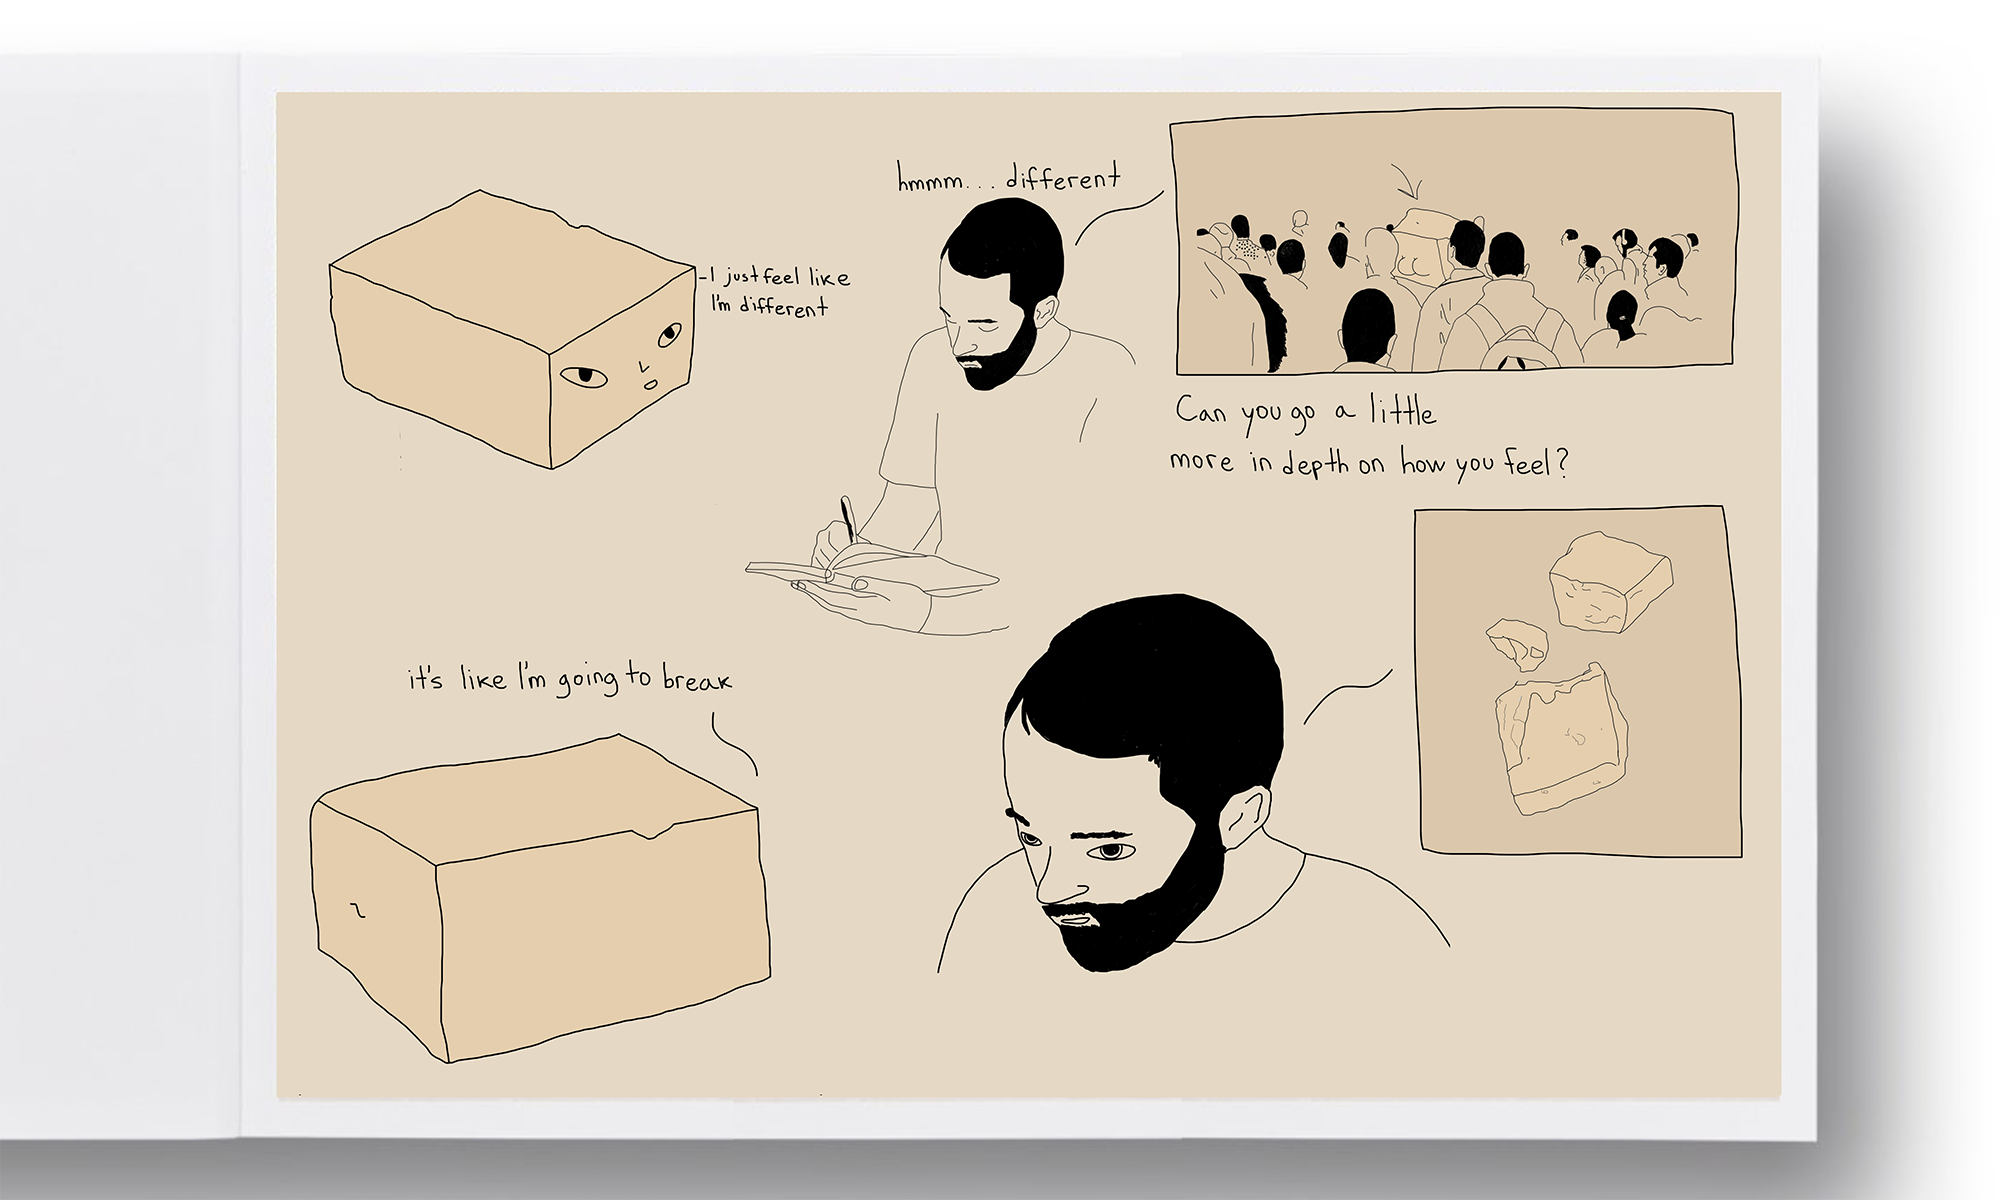 -I just feel like
I'm different
hmmm... different
Can you go a little
more in depth on how you feel?
it's like I'm going to break